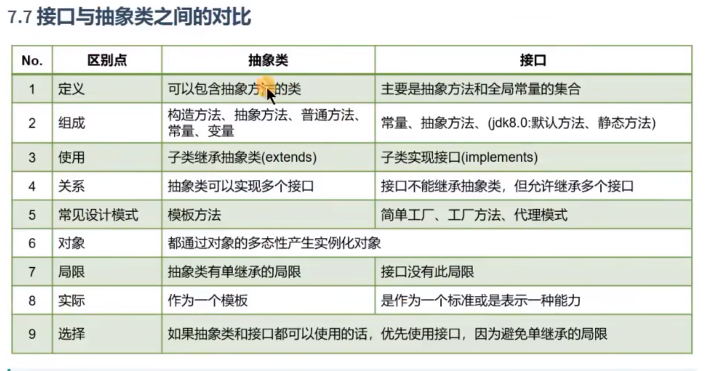 7.7 接口与抽象类之间的对比
No. 区别点 抽象类 接口
1 定义 可以包含抽象方法的类 主要是抽象方法和全局常量的集合
2 组成 构造方法、抽象方法、普通方法、常量、变量 常量、抽象方法、(jdk8.0:默认方法、静态方法)
3 使用 子类继承抽象类(extends) 子类实现接口(implements)
4 关系 抽象类可以实现多个接口 接口不能继承抽象类，但允许继承多个接口
5 常见设计模式 模板方法 简单工厂、工厂方法、代理模式
6 对象 都通过对象的多态性产生实例化对象
7 局限 抽象类有单继承的局限 接口没有此局限
8 实际 作为一个模板 是作为一个标准或是表示一种能力
9 选择 如果抽象类和接口都可以使用的话，优先使用接口，因为避免单继承的局限